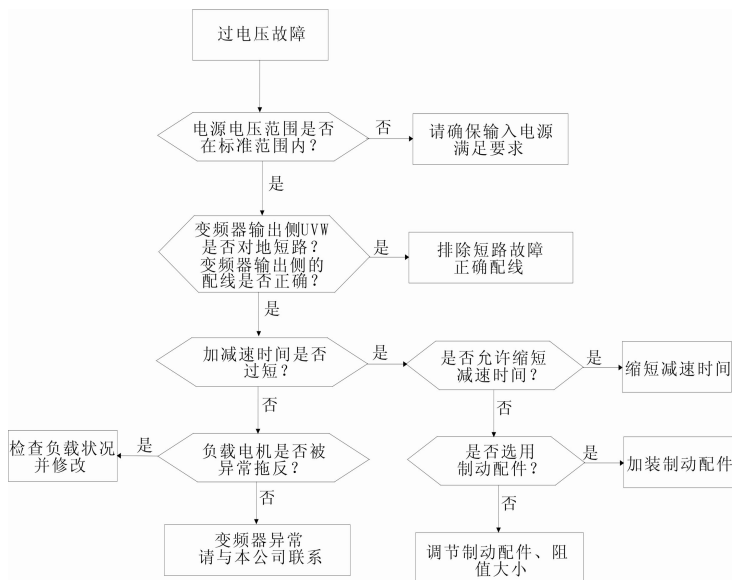 过电压故障
电源电压范围是否
在标准范围内？
否
请确保输入电源
满足要求
是
变频器输出侧UVW
是否对地短路？
变频器输出侧的
配线是否正确？
是
排除短路故障
正确配线
是
加减速时间是否
过短？
是
是否允许缩短
减速时间？
是
缩短减速时间
否
否
检查负载状况
并修改
是
负载电机是否被
异常拖反？
是否选用
制动配件？
是
加装制动配件
否
否
变频器异常
请与本公司联系
调节制动配件、阻
值大小